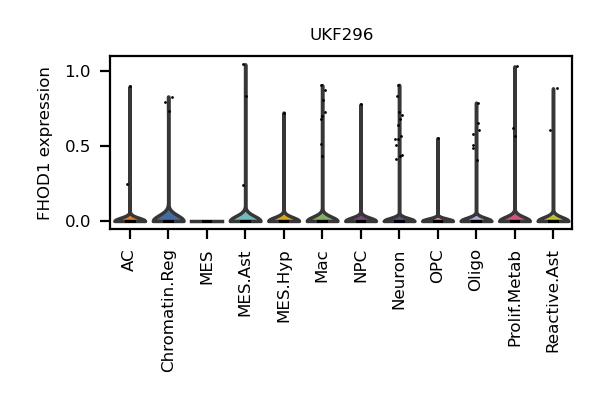 UKF296
FHOD1 expression
1.0
0.5
0.0
AC
Chromatin.Reg
MES
MES.Ast
MES.Hyp
Mac
NPC
Neuron
OPC
Oligo
Prolif.Metab
Reactive.Ast